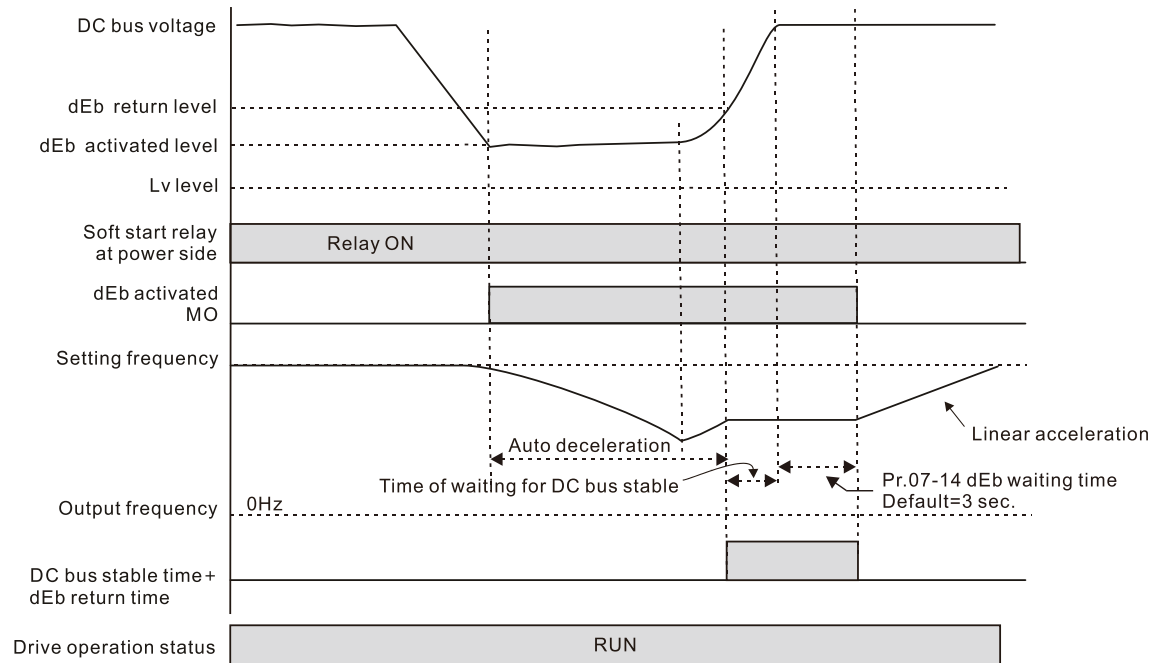 DC bus voltage
dEb return level
dEb activated level
Lv level
Soft start relay
at power side
Relay ON
dEb activated
MO
Setting frequency
Linear acceleration
Auto deceleration
Time of waiting for DC bus stable
Pr.07-14 dEb waiting time
Default=3 sec.
Output frequency
0Hz
DC bus stable time+
dEb return time
Drive operation status
RUN